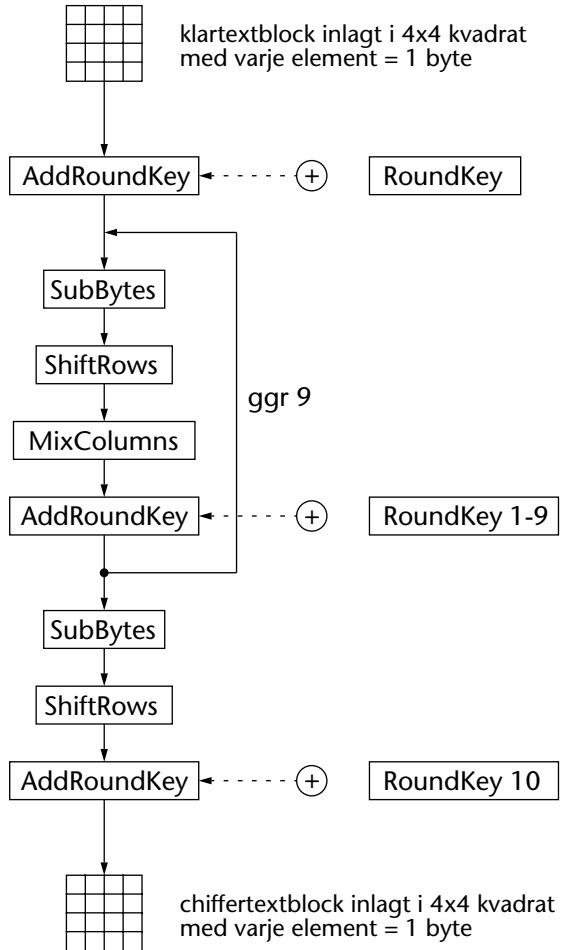 klartextblock inlagt i 4x4 kvadrat
med varje element = 1 byte
AddRoundKey
+
RoundKey
SubBytes
ShiftRows
ggr 9
MixColumns
AddRoundKey
+
RoundKey 1-9
SubBytes
ShiftRows
AddRoundKey
+
RoundKey 10
chiffertextblock inlagt i 4x4 kvadrat
med varje element = 1 byte